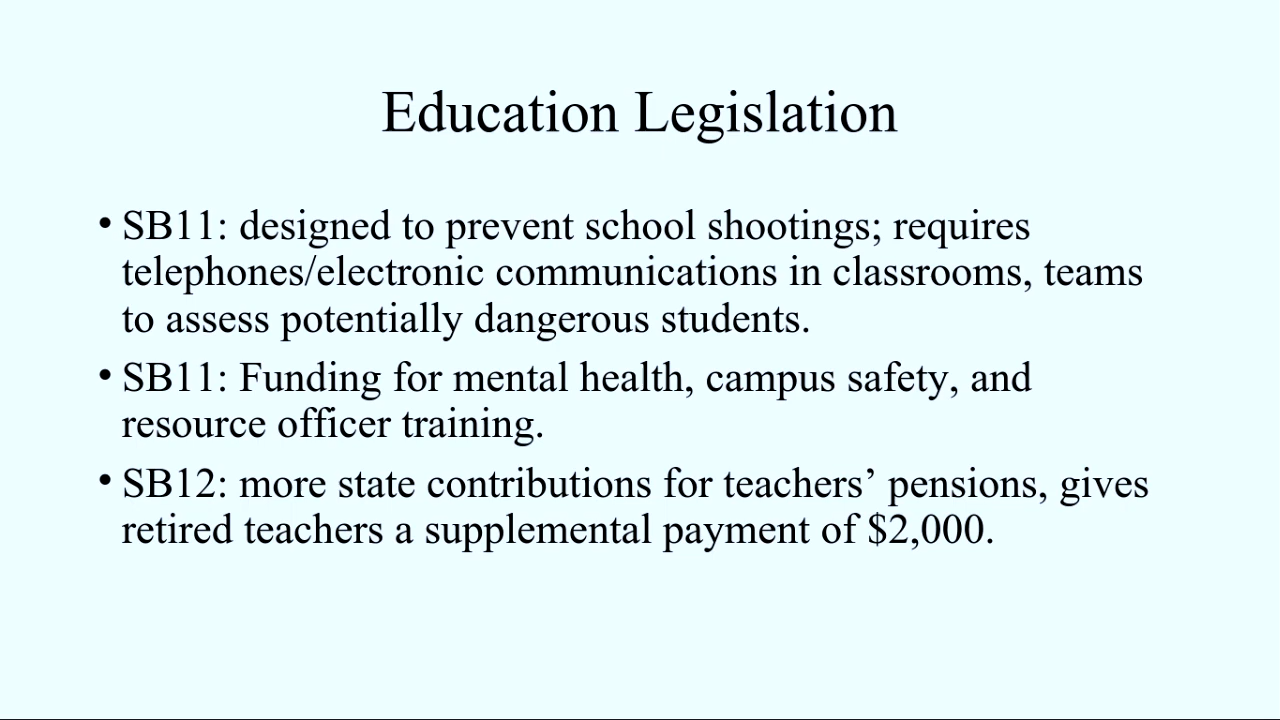 Education Legislation
• SB11: designed to prevent school shootings; requires
telephones/electronic communications in classrooms, teams
to assess potentially dangerous students.
• SB11: Funding for mental health, campus safety, and
resource officer training.
• SB12: more state contributions for teachers’ pensions, gives
retired teachers a supplemental payment of $2,000.